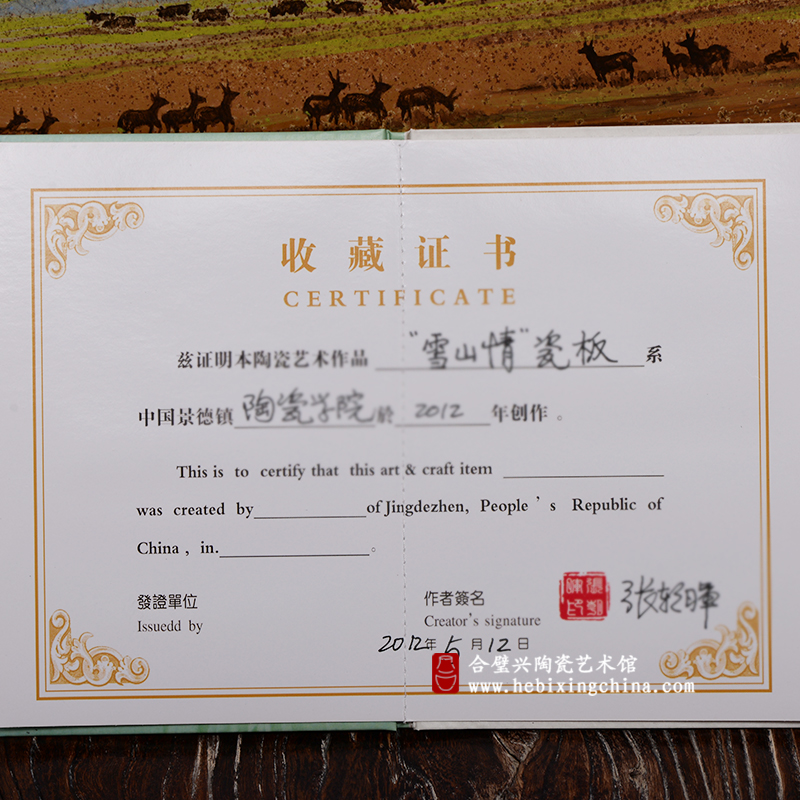 收藏证书
CERTIFICATE
兹证明本陶瓷艺术作品 “雪山情”瓷板 系
中国景德镇 陶瓷学院 於 2012 年创作。
This is to certify that this art & craft item
was created by of Jingdezhen, People's Republic of
China, in. 。
發證單位 作者簽名
Issuedd by Creator's signature
2012年5月12日
合璧兴陶瓷艺术馆
www.hebixingchina.com